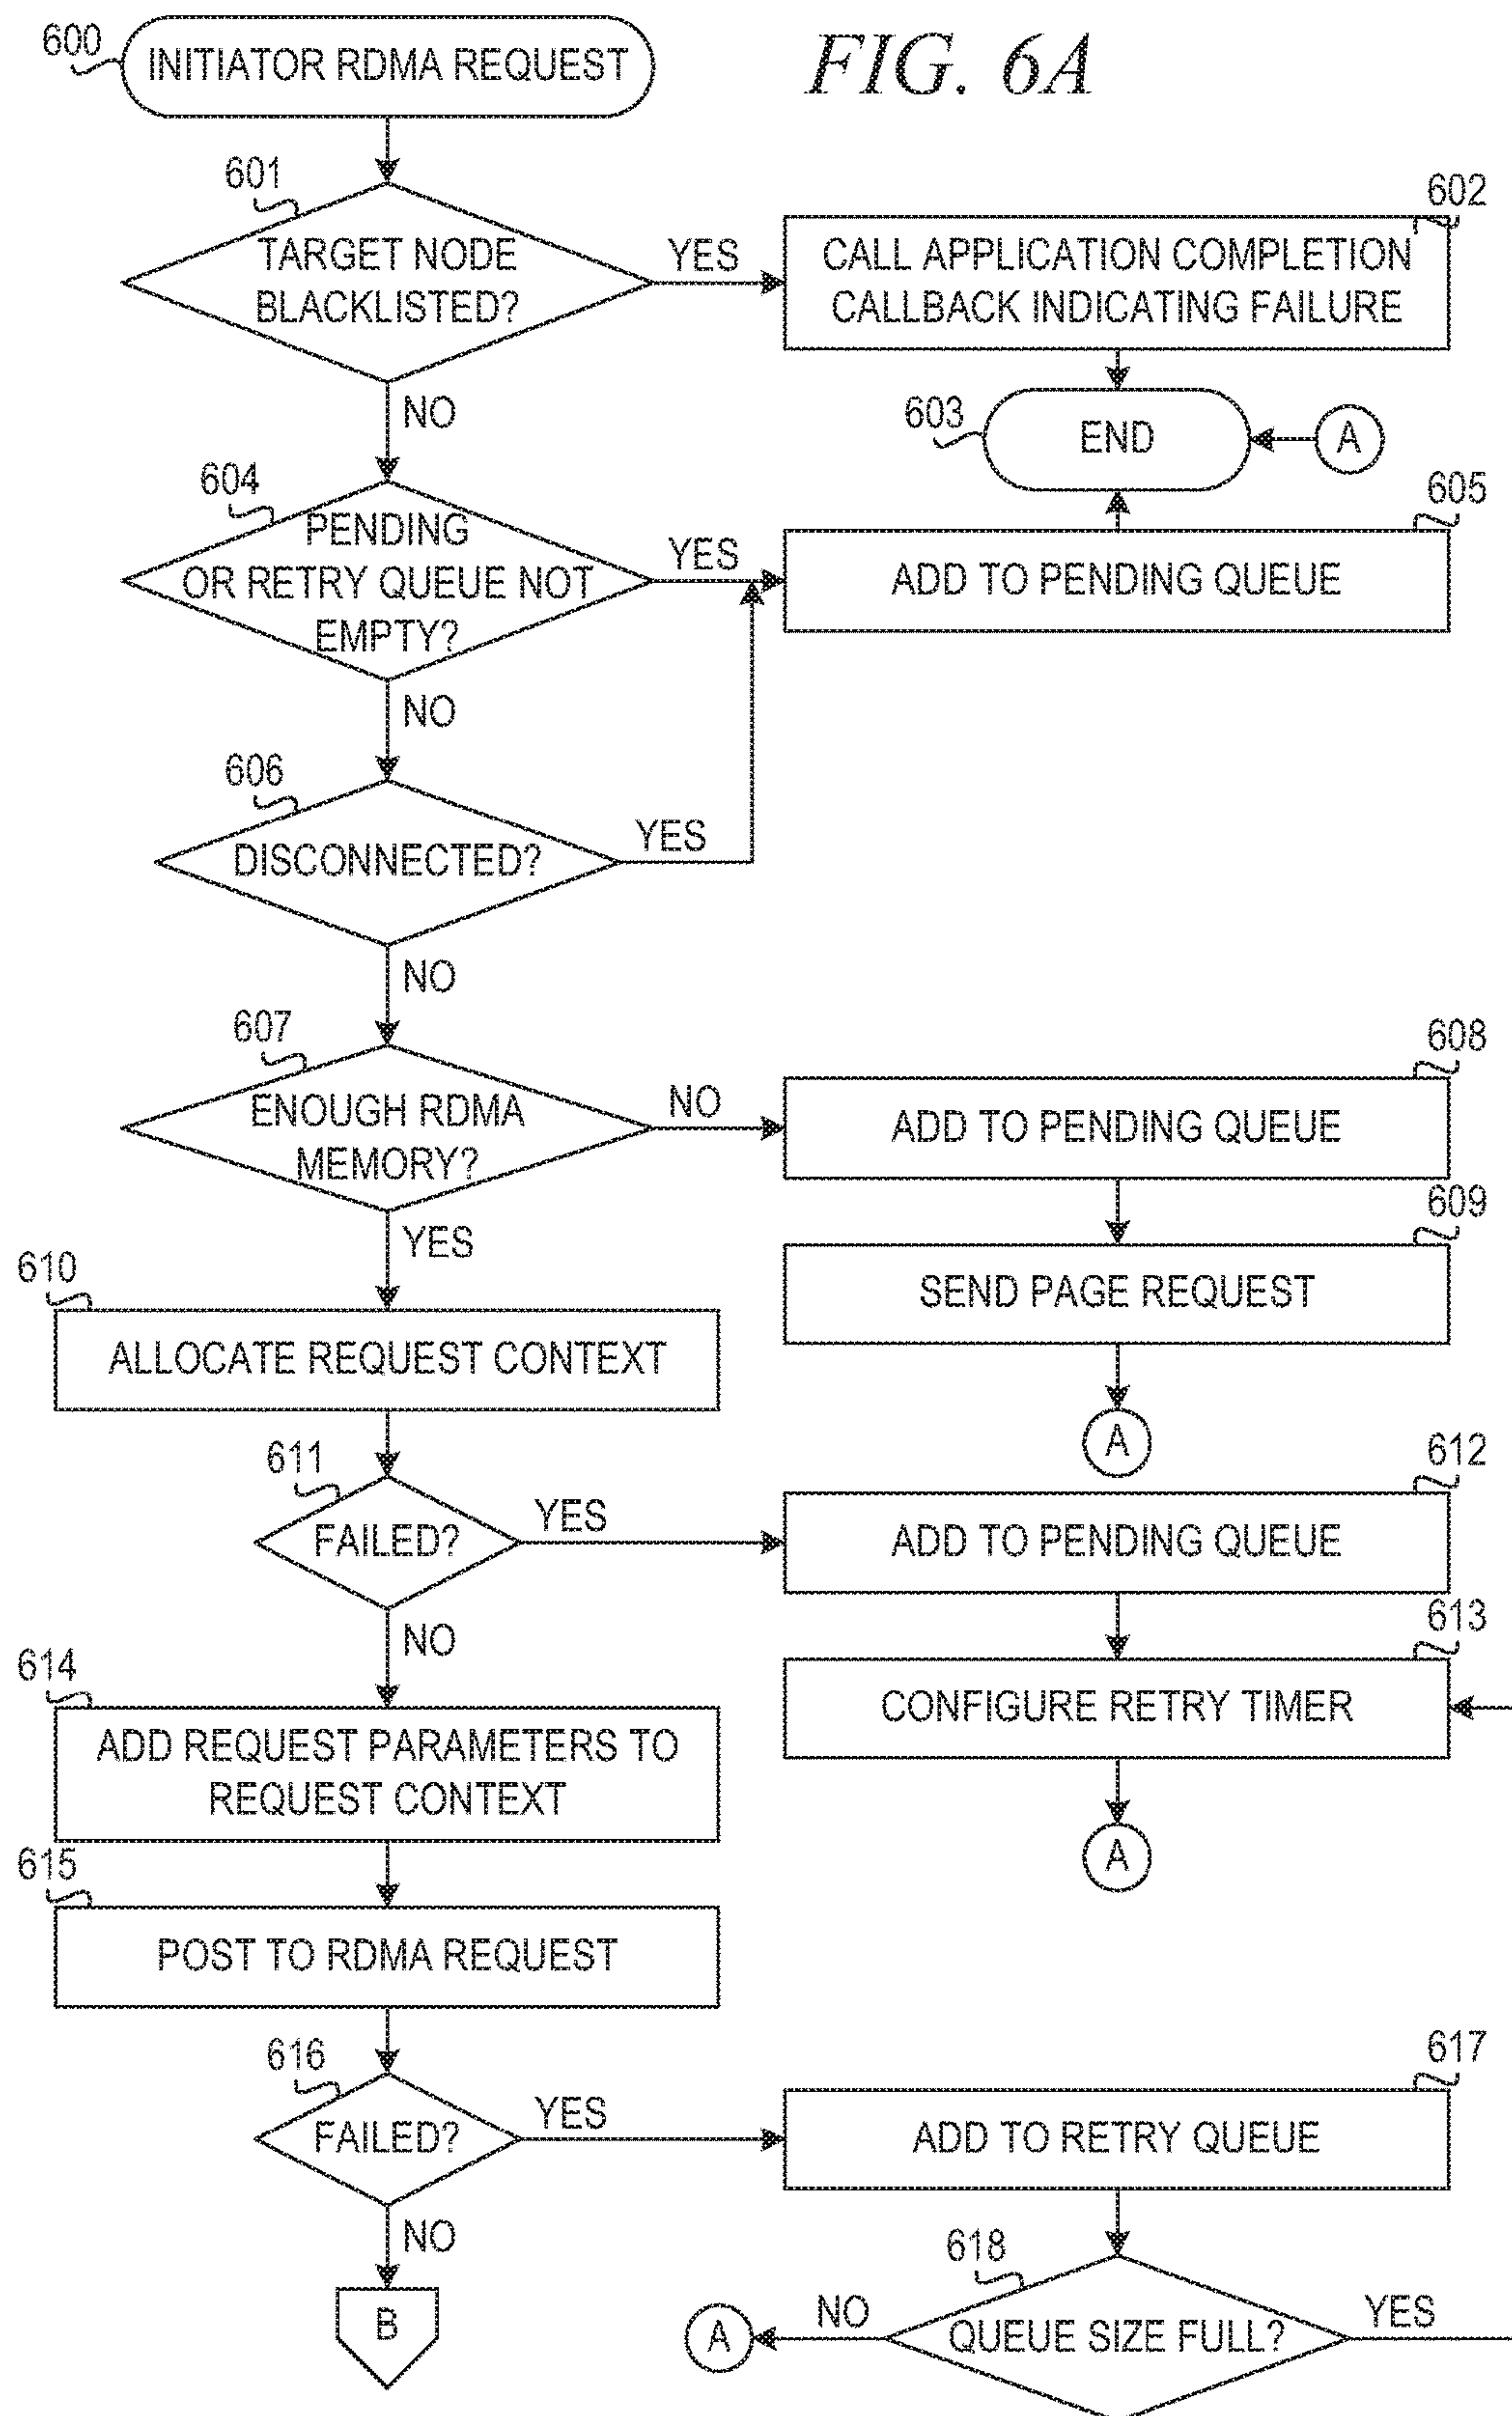 FIG. 6A
600
INITIATOR RDMA REQUEST
601
TARGET NODE
BLACKLISTED?
YES
NO
602
CALL APPLICATION COMPLETION
CALLBACK INDICATING FAILURE
603
END
A
604
PENDING
OR RETRY QUEUE NOT
EMPTY?
YES
NO
605
ADD TO PENDING QUEUE
606
DISCONNECTED?
YES
NO
607
ENOUGH RDMA
MEMORY?
NO
YES
608
ADD TO PENDING QUEUE
609
SEND PAGE REQUEST
A
610
ALLOCATE REQUEST CONTEXT
611
FAILED?
YES
NO
612
ADD TO PENDING QUEUE
613
CONFIGURE RETRY TIMER
A
614
ADD REQUEST PARAMETERS TO
REQUEST CONTEXT
615
POST TO RDMA REQUEST
616
FAILED?
YES
NO
B
617
ADD TO RETRY QUEUE
618
QUEUE SIZE FULL?
NO
A
YES